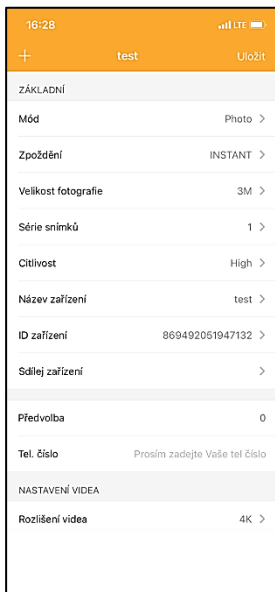 16:28 LTE
+ test Uložit
ZÁKLADNÍ
Mód Photo >
Zpoždění INSTANT >
Velikost fotografie 3M >
Série snímků 1 >
Citlivost High >
Název zařízení test >
ID zařízení 869492051947132 >
Sdílej zařízení >
Předvolba 0
Tel. číslo Prosím zadejte Vaše tel číslo
NASTAVENÍ VIDEA
Rozlišení videa 4K >